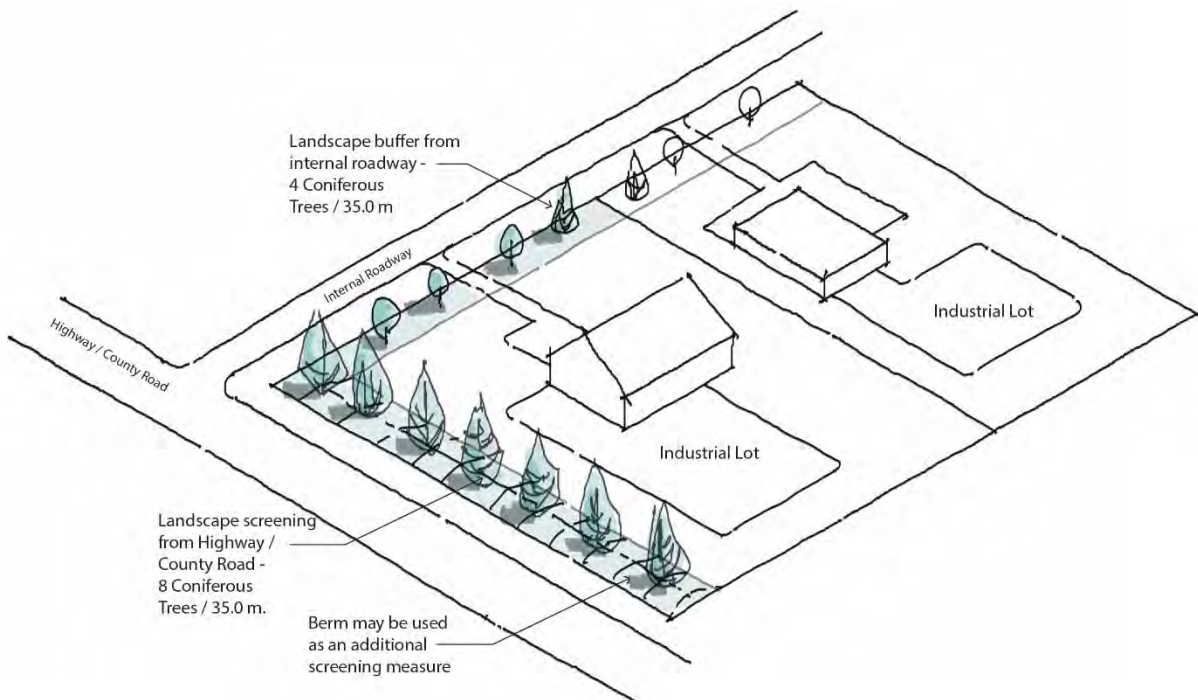 Landscape buffer from
internal roadway -
4 Coniferous
Trees / 35.0 m
Internal Roadway
Highway / County Road
Industrial Lot
Industrial Lot
Landscape screening
from Highway /
County Road -
8 Coniferous
Trees / 35.0 m.
Berm may be used
as an additional
screening measure